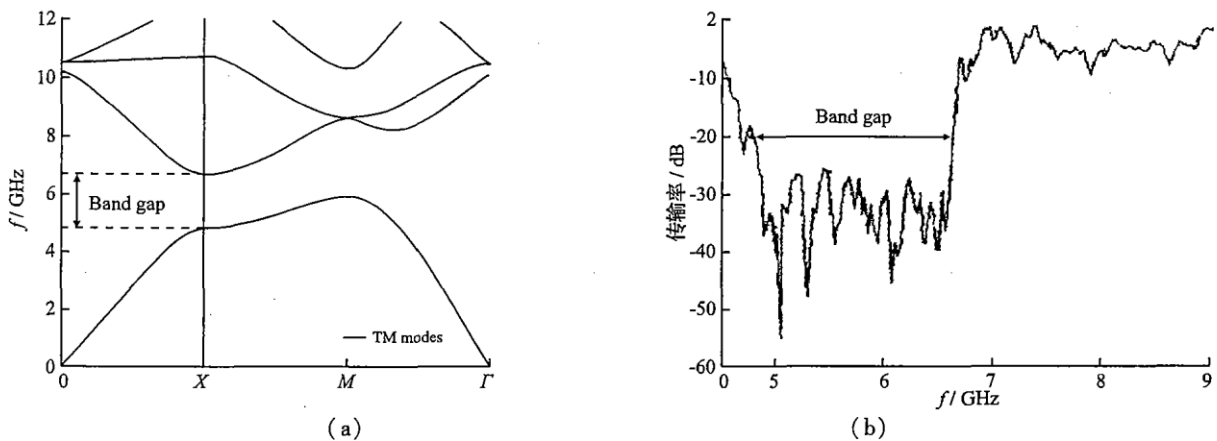 12
10
8
6
4
2
0
f / GHz
Band gap
TM modes
0 X M Γ
(a)
2
-10
-20
-30
-40
-50
-60
传输率 / dB
Band gap
0 5 6 7 8 9
f / GHz
(b)